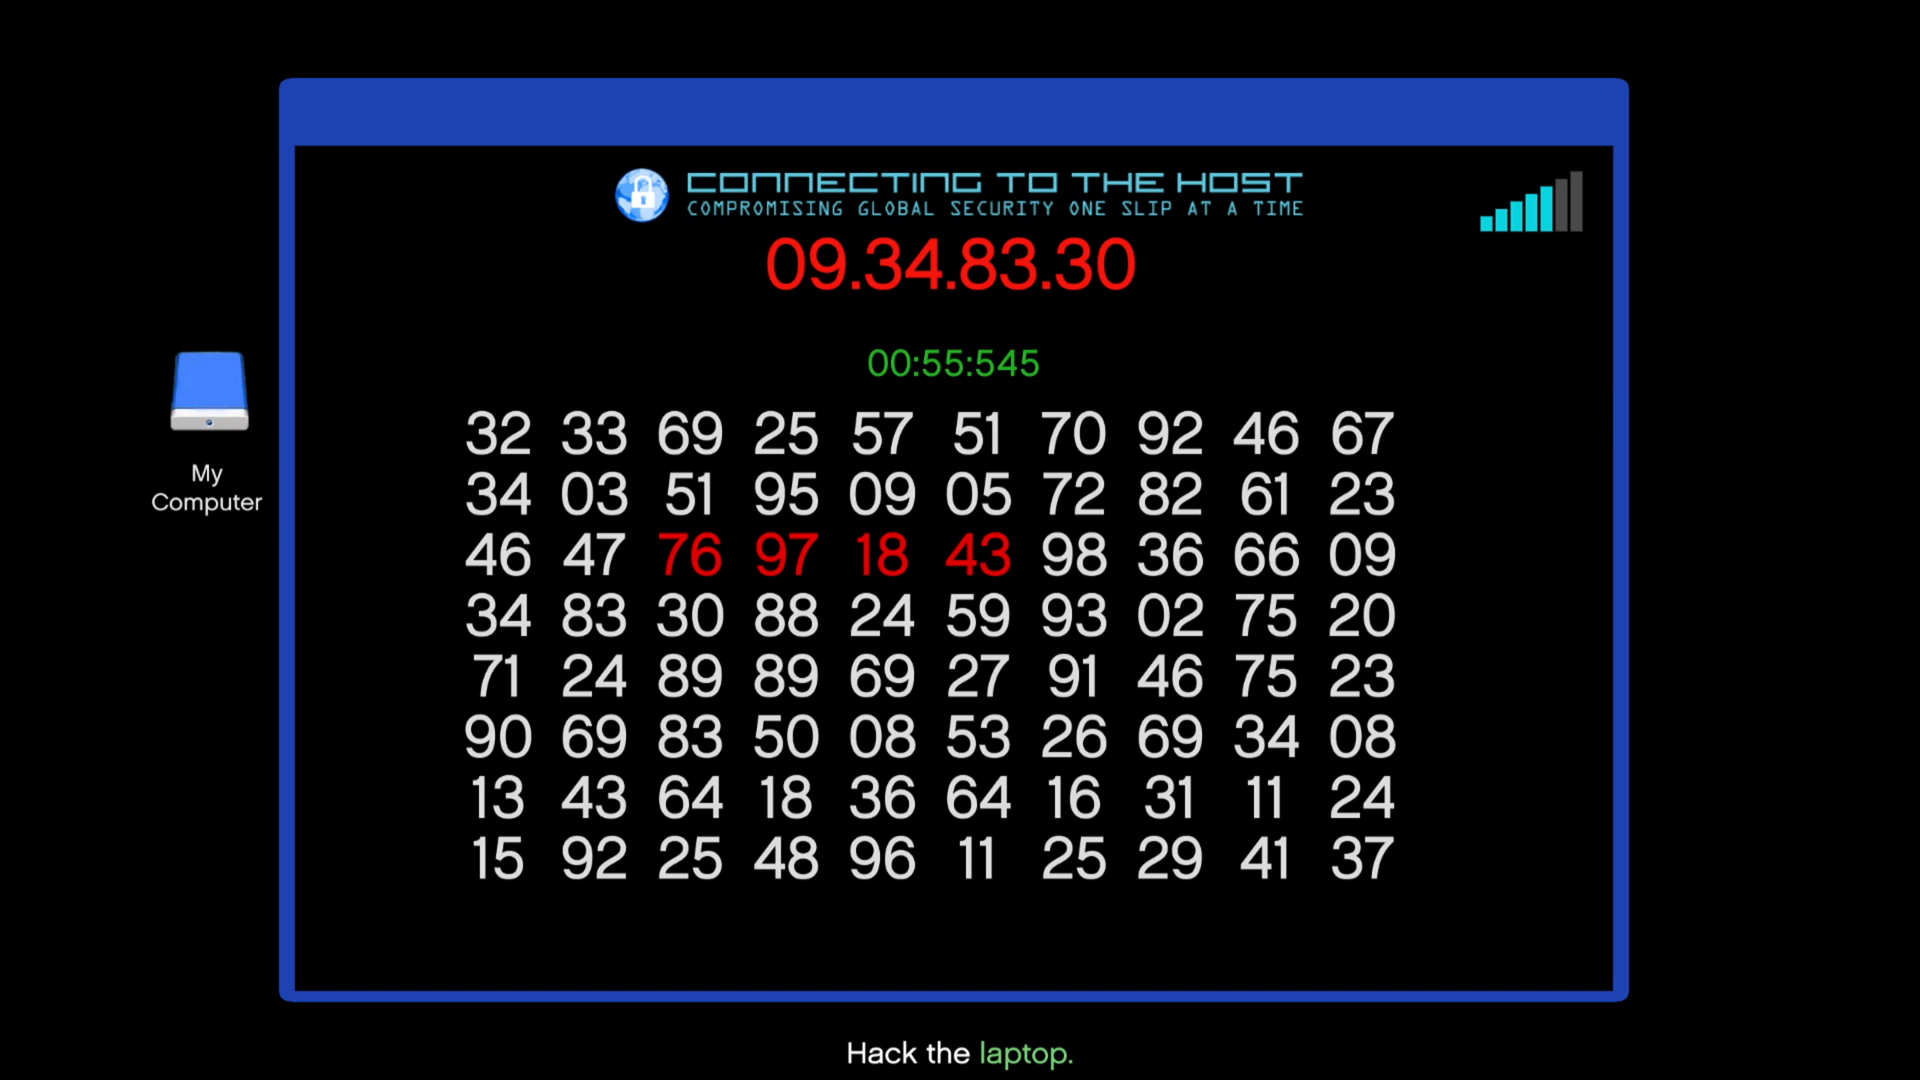 CONNECTING TO THE HOST
COMPROMISING GLOBAL SECURITY ONE SLIP AT A TIME
09.34.83.30
00:55:545
32 33 69 25 57 51 70 92 46 67
34 03 51 95 09 05 72 82 61 23
46 47 76 97 18 43 98 36 66 09
34 83 30 88 24 59 93 02 75 20
71 24 89 89 69 27 91 46 75 23
90 69 83 50 08 53 26 69 34 08
13 43 64 18 36 64 16 31 11 24
15 92 25 48 96 11 25 29 41 37
My
Computer
Hack the laptop.